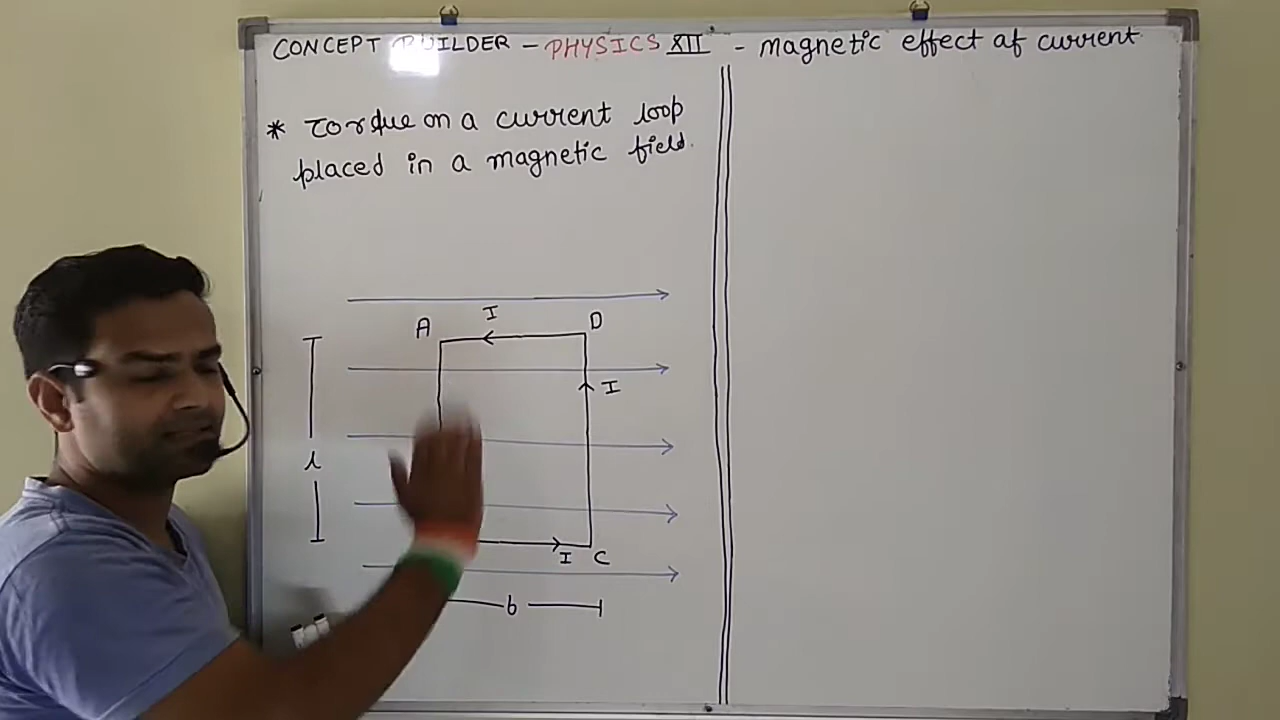 CONCEPT BUILDER - PHYSICS XII - magnetic effect of current
* Torque on a current loop
placed in a magnetic field.
I
A
D
I
l
I
C
b